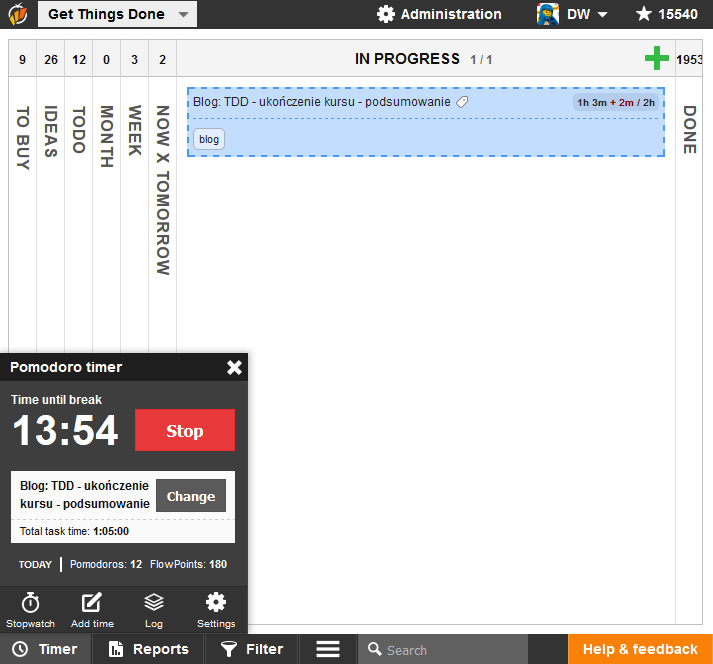 Get Things Done
Administration
DW
15540
9
26
12
0
3
2
IN PROGRESS 1 / 1
1953
TO BUY
IDEAS
TODO
MONTH
WEEK
NOW X TOMORROW
Blog: TDD - ukończenie kursu - podsumowanie
1h 3m + 2m / 2h
blog
DONE
Pomodoro timer
Time until break
13:54
Stop
Blog: TDD - ukończenie
kursu - podsumowanie
Change
Total task time: 1:05:00
TODAY
Pomodoros: 12 FlowPoints: 180
Stopwatch
Add time
Log
Settings
Timer
Reports
Filter
Search
Help & feedback